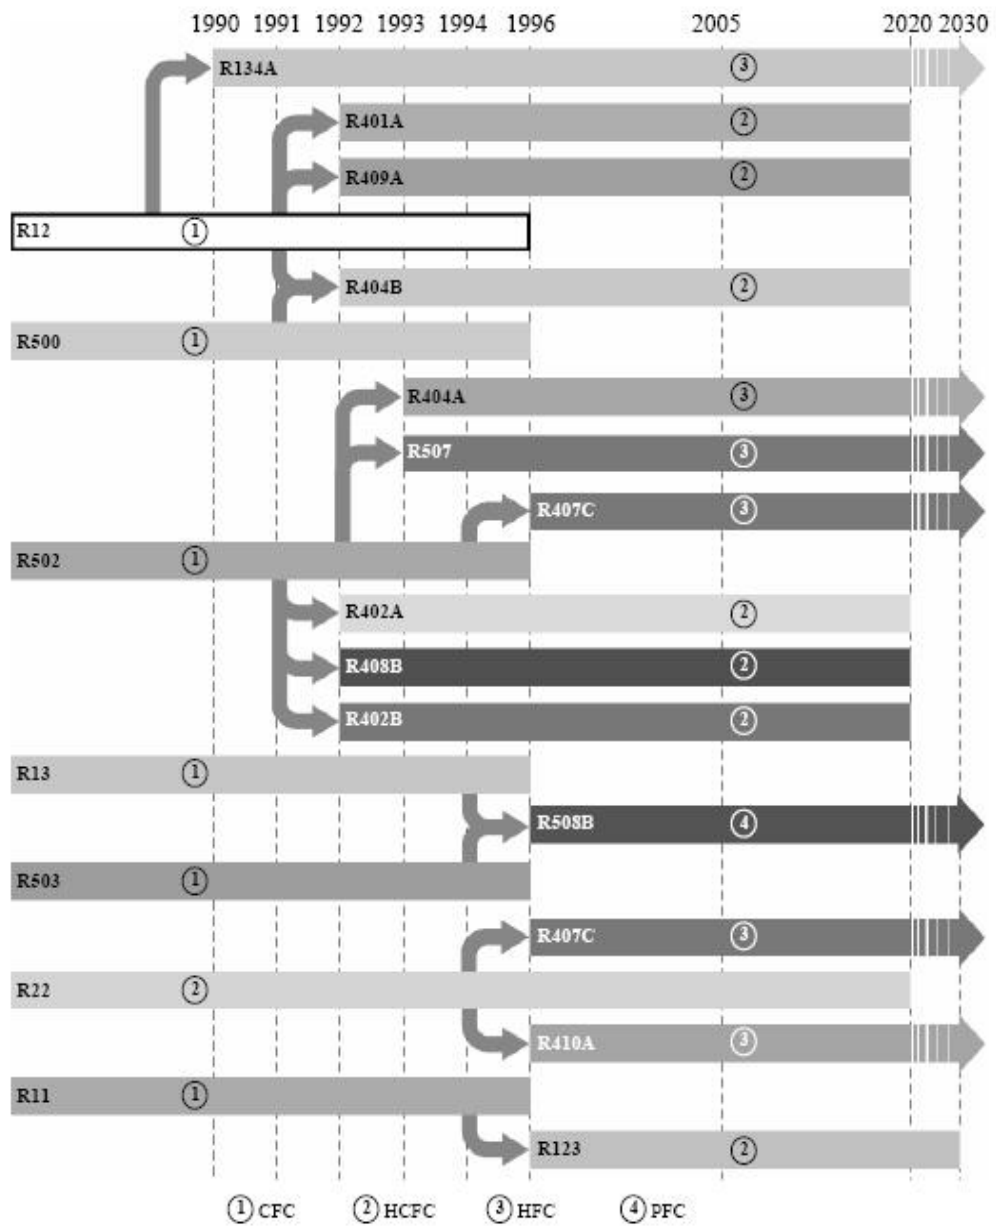 1990 1991 1992 1993 1994 1996 2005 2020 2030
R134A 3
R401A 2
R409A 2
R12 1
R404B 2
R500 1
R404A 3
R507 3
R407C 3
R502 1
R402A 2
R408B 2
R402B 2
R13 1
R508B 4
R503 1
R407C 3
R22 2
R410A 3
R11 1
R123 2
1 CFC 2 HCFC 3 HFC 4 PFC